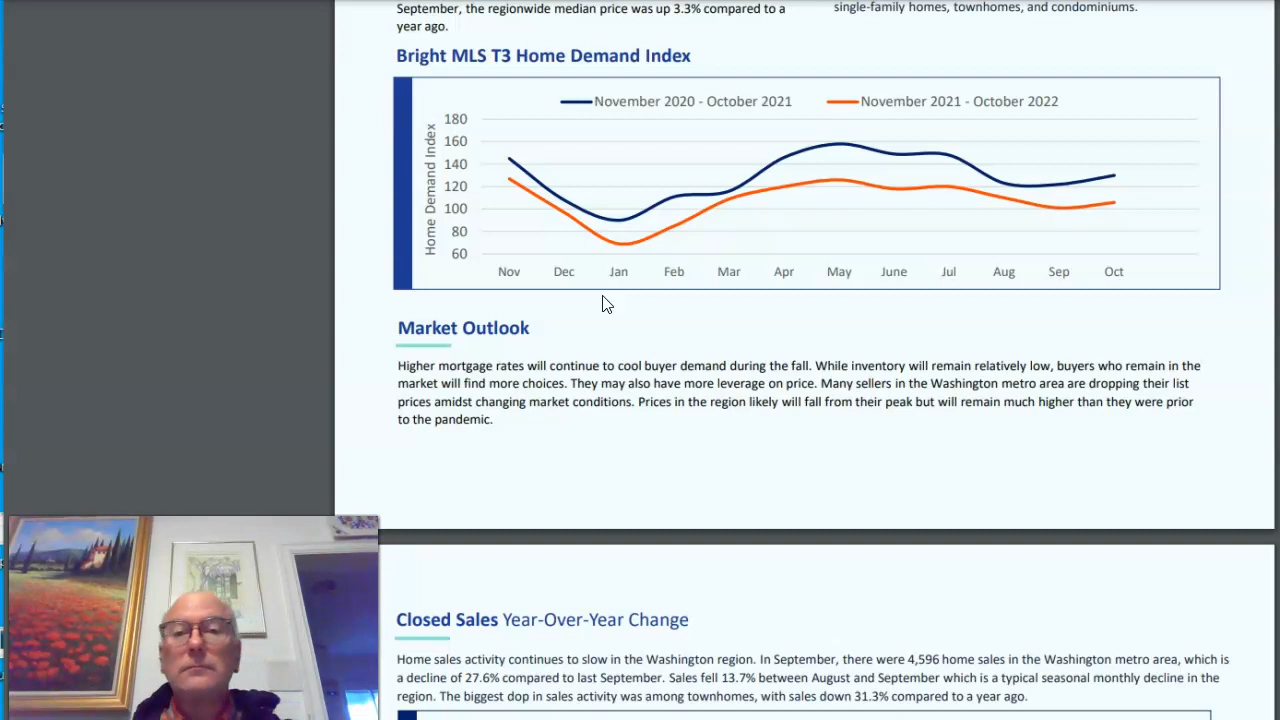 September, the regionwide median price was up 3.3% compared to a
year ago.
single-family homes, townhomes, and condominiums.
Bright MLS T3 Home Demand Index
November 2020 - October 2021
November 2021 - October 2022
Home Demand Index
180
160
140
120
100
80
60
Nov Dec Jan Feb Mar Apr May June Jul Aug Sep Oct
Market Outlook
Higher mortgage rates will continue to cool buyer demand during the fall. While inventory will remain relatively low, buyers who remain in the
market will find more choices. They may also have more leverage on price. Many sellers in the Washington metro area are dropping their list
prices amidst changing market conditions. Prices in the region likely will fall from their peak but will remain much higher than they were prior
to the pandemic.
Closed Sales Year-Over-Year Change
Home sales activity continues to slow in the Washington region. In September, there were 4,596 home sales in the Washington metro area, which is
a decline of 27.6% compared to last September. Sales fell 13.7% between August and September which is a typical seasonal monthly decline in the
region. The biggest dop in sales activity was among townhomes, with sales down 31.3% compared to a year ago.